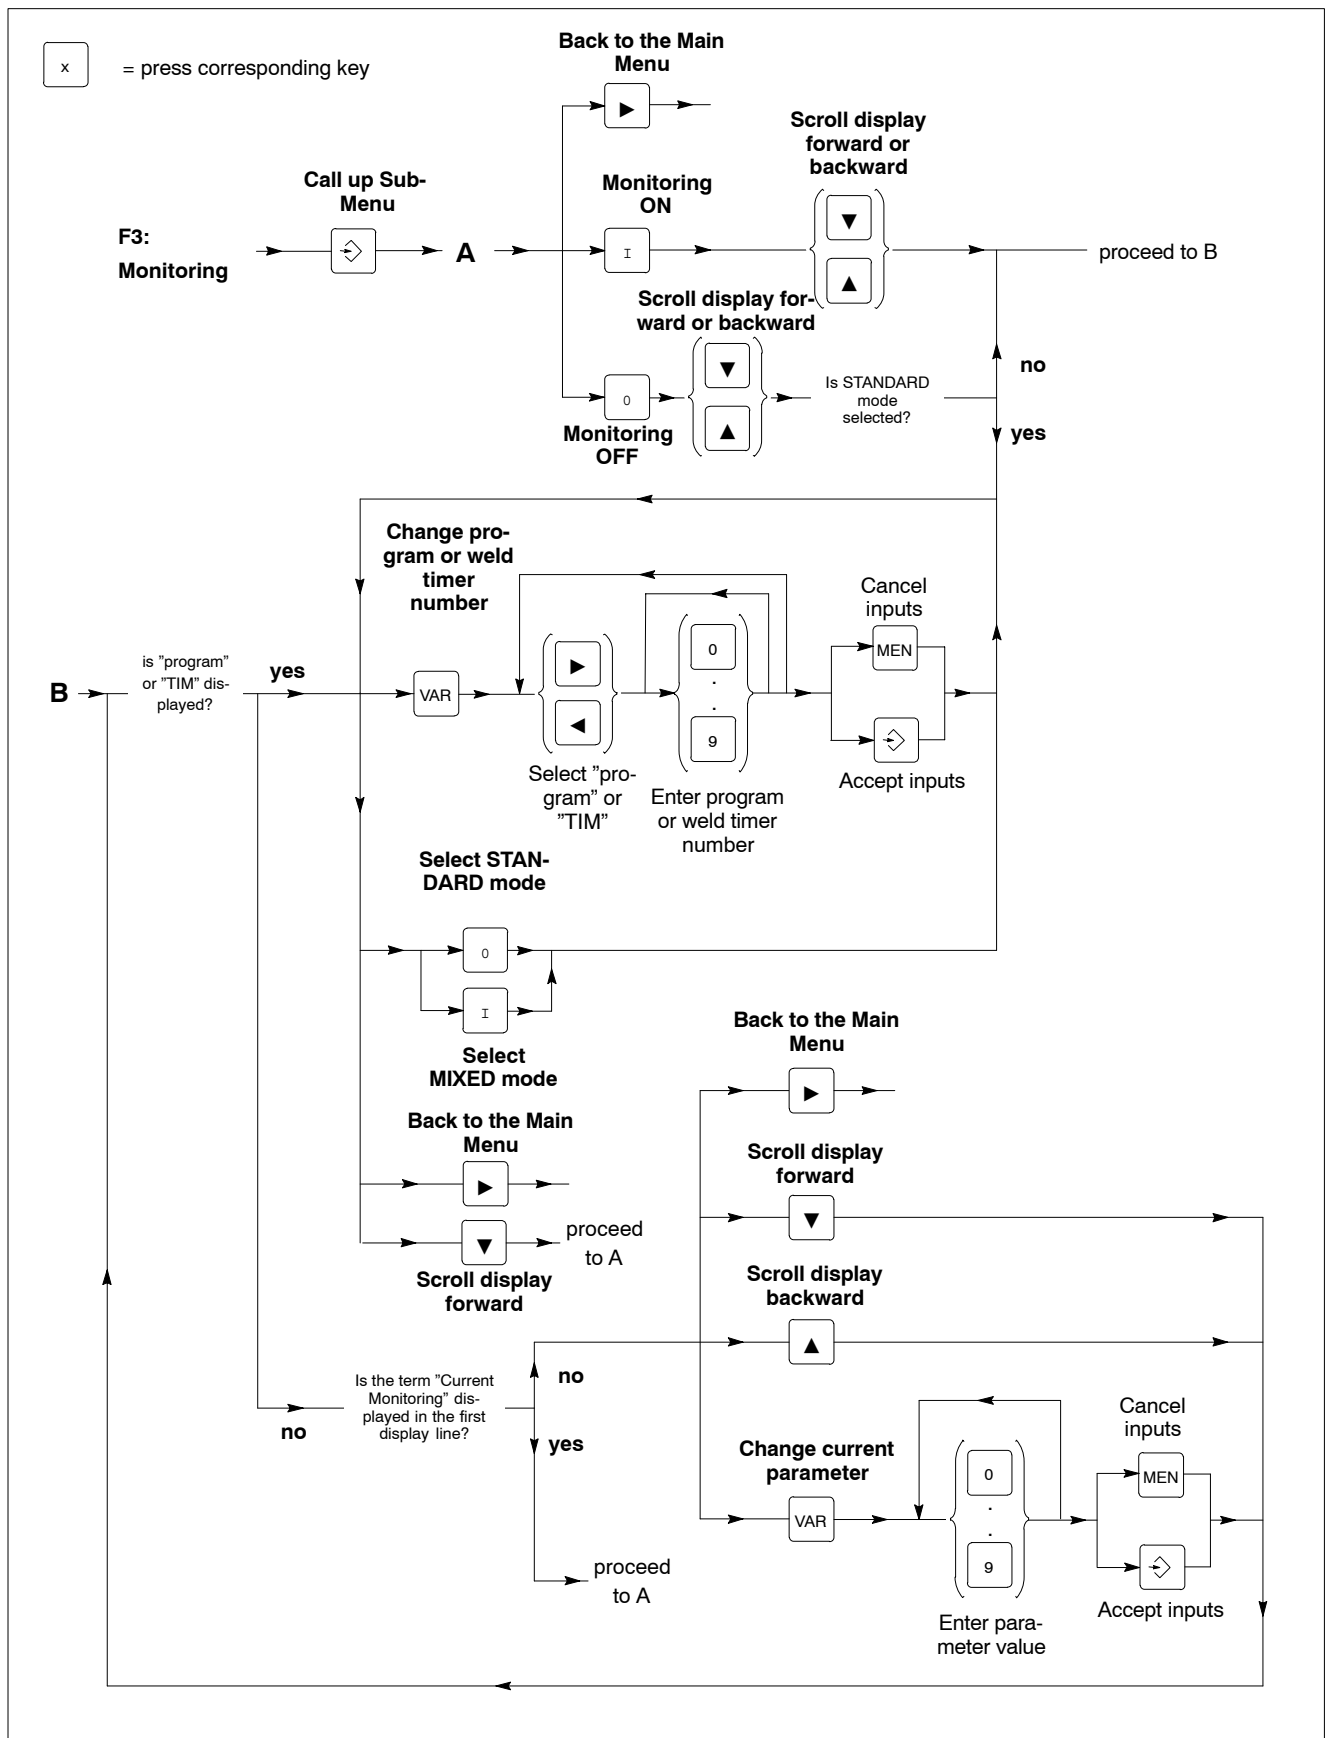 x
= press corresponding key
Back to the Main
Menu
Scroll display
forward or
backward
Call up Sub-
Menu
Monitoring
ON
F3:
Monitoring
A
I
proceed to B
Scroll display for-
ward or backward
no
Is STANDARD
mode
selected?
0
yes
Monitoring
OFF
Change pro-
gram or weld
timer
number
Cancel
inputs
B
is ”program”
or ”TIM” dis-
played?
yes
VAR
0
.
.
9
MEN
Select ”pro-
gram” or
”TIM”
Enter program
or weld timer
number
Accept inputs
Select STAN-
DARD mode
0
I
Select
MIXED mode
Back to the Main
Menu
Back to the Main
Menu
Scroll display
forward
proceed
to A
Scroll display
forward
Scroll display
backward
no
Is the term ”Current
Monitoring” dis-
played in the first
display line?
no
yes
Change current
parameter
VAR
0
.
.
9
Cancel
inputs
MEN
proceed
to A
Enter para-
meter value
Accept inputs